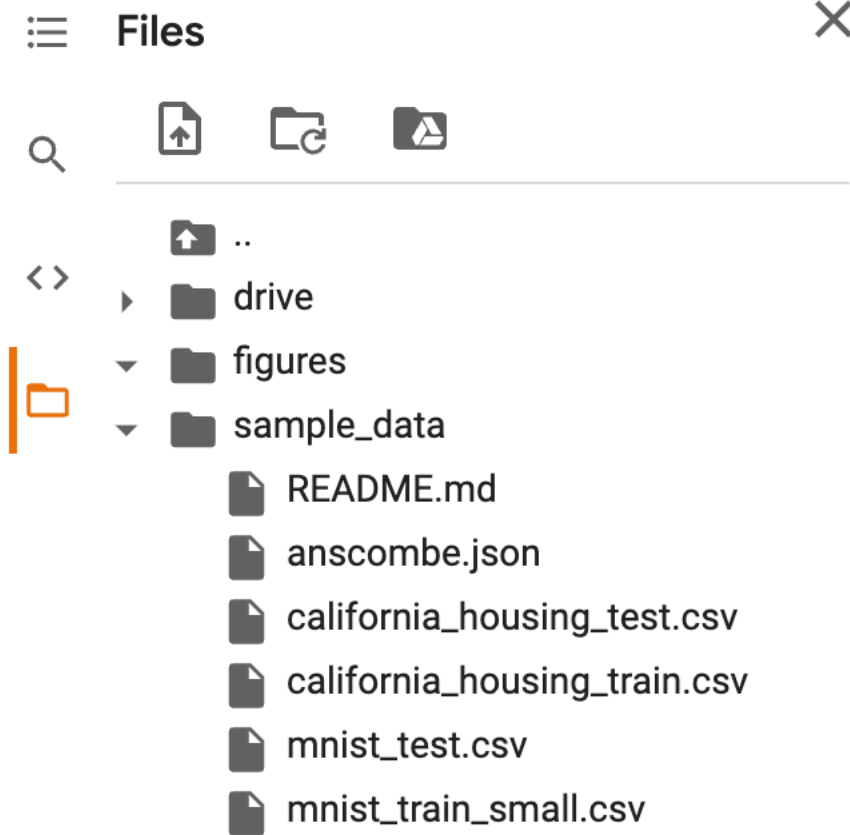 Files
..
drive
figures
sample_data
README.md
anscombe.json
california_housing_test.csv
california_housing_train.csv
mnist_test.csv
mnist_train_small.csv